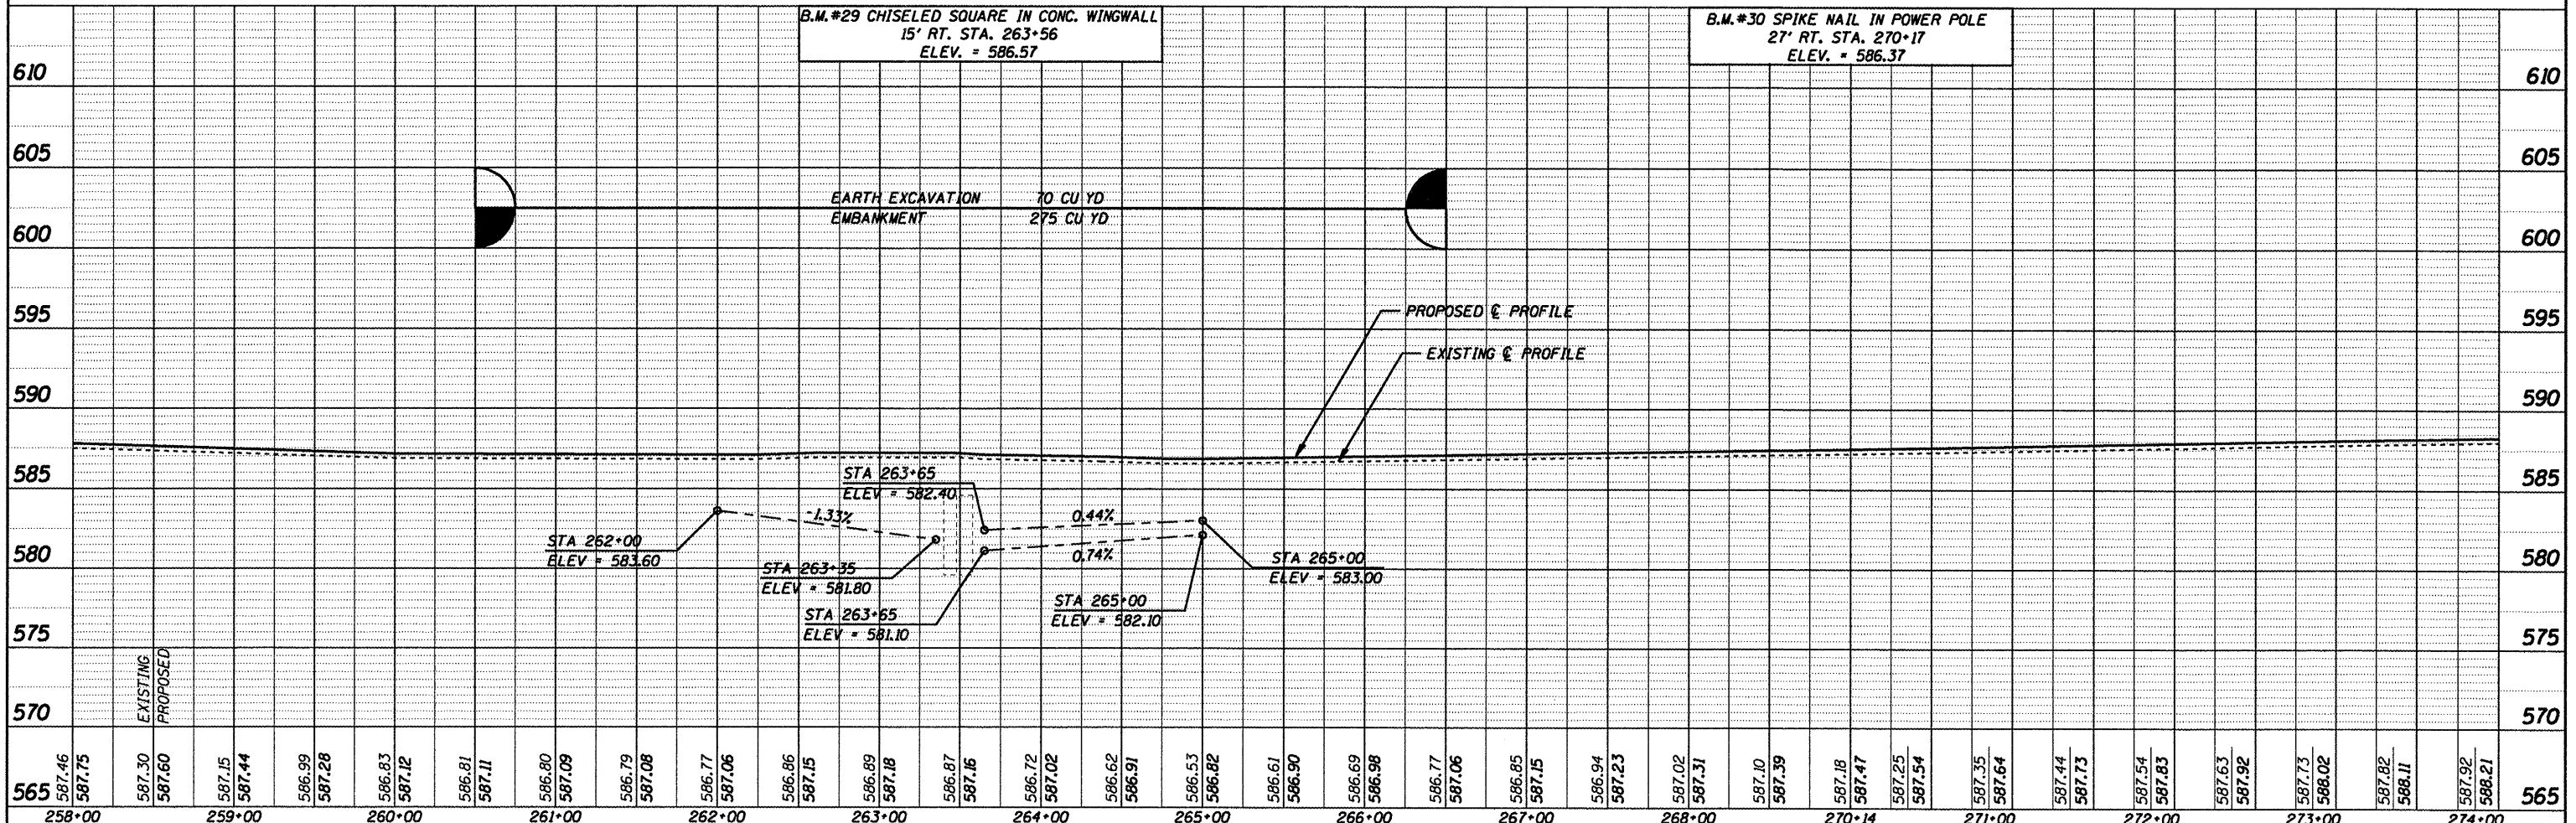 B.M.#29 CHISELED SQUARE IN CONC. WINGWALL
15' RT. STA. 263+56
ELEV. = 586.57
B.M.#30 SPIKE NAIL IN POWER POLE
27' RT. STA. 270+17
ELEV. = 586.37
610 610
605 605
EARTH EXCAVATION 70 CU YD
EMBANKMENT 275 CU YD
600 600
595 595
PROPOSED ℄ PROFILE
EXISTING ℄ PROFILE
590 590
585 585
STA 263+65
ELEV = 582.40
-1.33%
0.44%
STA 262+00
ELEV = 583.60
580 580
0.74%
STA 265+00
ELEV = 583.00
STA 263+35
ELEV = 581.80
STA 265+00
ELEV = 582.10
STA 263+65
ELEV = 581.10
575 575
EXISTING
PROPOSED
570 570
587.46 587.30 587.15 586.99 586.83 586.81 586.80 586.79 586.77 586.86 586.89 586.87 586.72 586.62 586.53 586.61 586.69 586.77 586.85 586.94 587.02 587.10 587.18 587.25 587.35 587.44 587.54 587.63 587.73 587.82 587.92
587.75 587.60 587.44 587.28 587.12 587.11 587.09 587.08 587.06 587.15 587.18 587.16 587.02 586.91 586.82 586.90 586.98 587.06 587.15 587.23 587.31 587.39 587.47 587.54 587.64 587.73 587.83 587.92 588.02 588.11 588.21
565 565
258+00 259+00 260+00 261+00 262+00 263+00 264+00 265+00 266+00 267+00 268+00 270+14 271+00 272+00 273+00 274+00